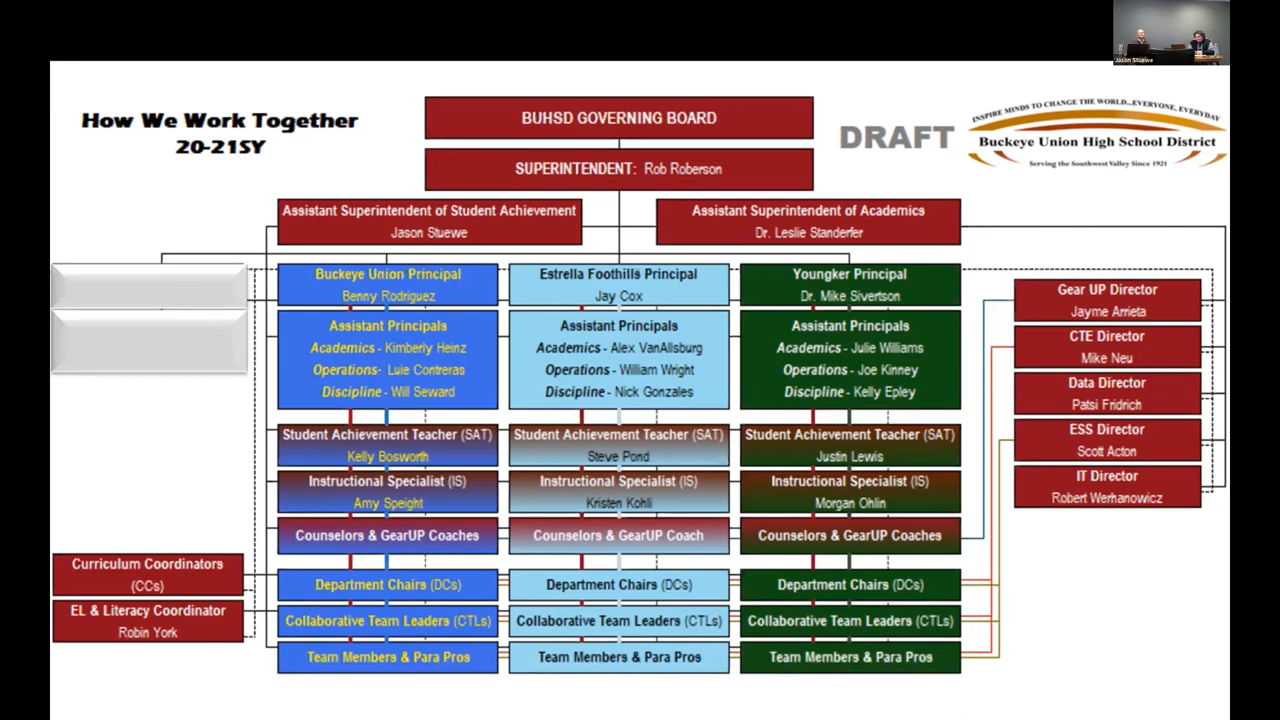 Jason Stuewe
How We Work Together
20-21SY
BUHSD GOVERNING BOARD
SUPERINTENDENT: Rob Roberson
DRAFT
INSPIRE MINDS TO CHANGE THE WORLD...EVERYONE, EVERYDAY
Buckeye Union High School District
Serving the Southwest Valley Since 1921
Assistant Superintendent of Student Achievement
Jason Stuewe
Assistant Superintendent of Academics
Dr. Leslie Standerfer
Buckeye Union Principal
Benny Rodriguez
Assistant Principals
Academics - Kimberly Heinz
Operations- Luie Contreras
Discipline - Will Seward
Student Achievement Teacher (SAT)
Kelly Bosworth
Instructional Specialist (IS)
Amy Speight
Counselors & GearUP Coaches
Department Chairs (DCs)
Collaborative Team Leaders (CTLs)
Team Members & Para Pros
Estrella Foothills Principal
Jay Cox
Assistant Principals
Academics - Alex VanAllsburg
Operations - William Wright
Discipline - Nick Gonzales
Student Achievement Teacher (SAT)
Steve Pond
Instructional Specialist (IS)
Kristen Kohli
Counselors & GearUP Coach
Department Chairs (DCs)
Collaborative Team Leaders (CTLs)
Team Members & Para Pros
Youngker Principal
Dr. Mike Sivertson
Assistant Principals
Academics - Julie Williams
Operations - Joe Kinney
Discipline - Kelly Epley
Student Achievement Teacher (SAT)
Justin Lewis
Instructional Specialist (IS)
Morgan Ohlin
Counselors & GearUP Coaches
Department Chairs (DCs)
Collaborative Team Leaders (CTLs)
Team Members & Para Pros
Gear UP Director
Jayme Arrieta
CTE Director
Mike Neu
Data Director
Patsi Fridrich
ESS Director
Scott Acton
IT Director
Robert Werhanowicz
Curriculum Coordinators
(CCs)
EL & Literacy Coordinator
Robin York